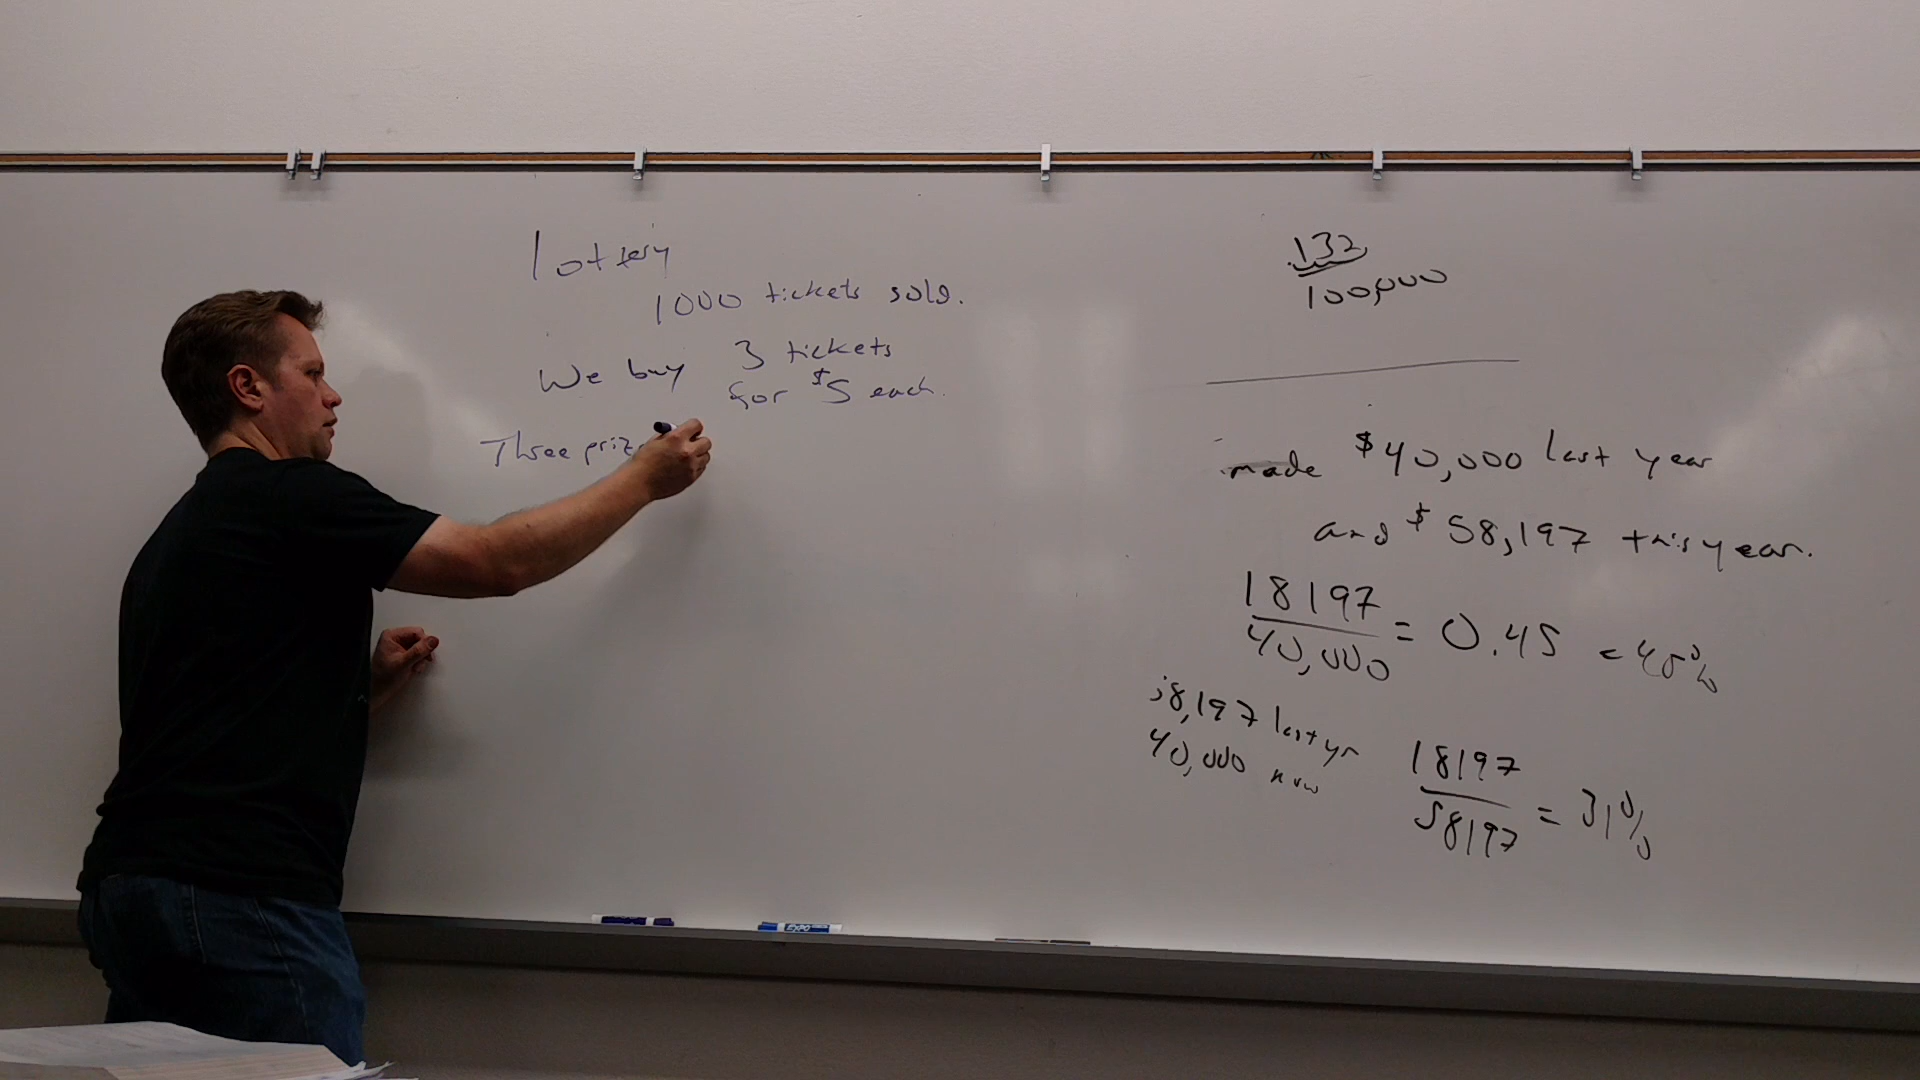 lottery
1000 tickets sold.
We buy 3 tickets
for $5 each.
Three priz
132
100,000
made $40,000 last year
and $58,197 this year.
18197
40,000
= 0.45 = 45%
18,197 last yr
40,000 now
18197
58197
= 31%
EXPO